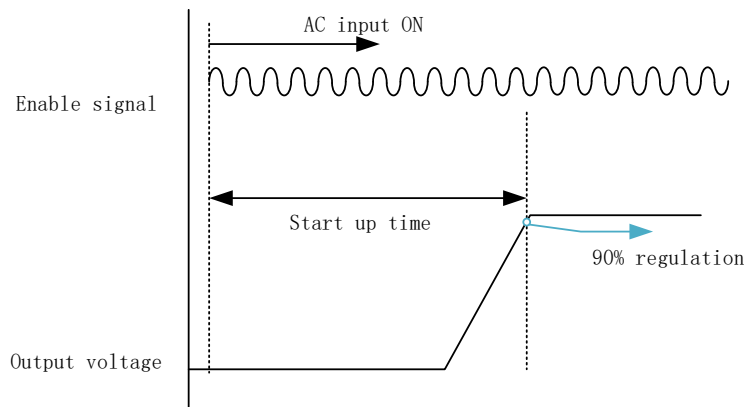 AC input ON
Enable signal
Start up time
90% regulation
Output voltage